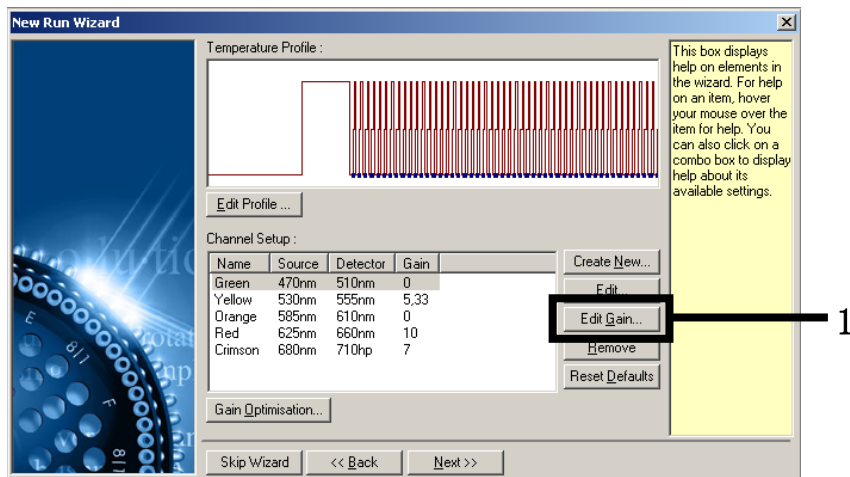 New Run Wizard
Temperature Profile :
Edit Profile ...
Channel Setup :
Name Source Detector Gain
Green 470nm 510nm 0
Yellow 530nm 555nm 5,33
Orange 585nm 610nm 0
Red 625nm 660nm 10
Crimson 680nm 710hp 7
Create New...
Edit...
Edit Gain...
Remove
Reset Defaults
Gain Optimisation...
Skip Wizard << Back Next >>
This box displays
help on elements in
the wizard. For help
on an item, hover
your mouse over the
item for help. You
can also click on a
combo box to display
help about its
available settings.
1